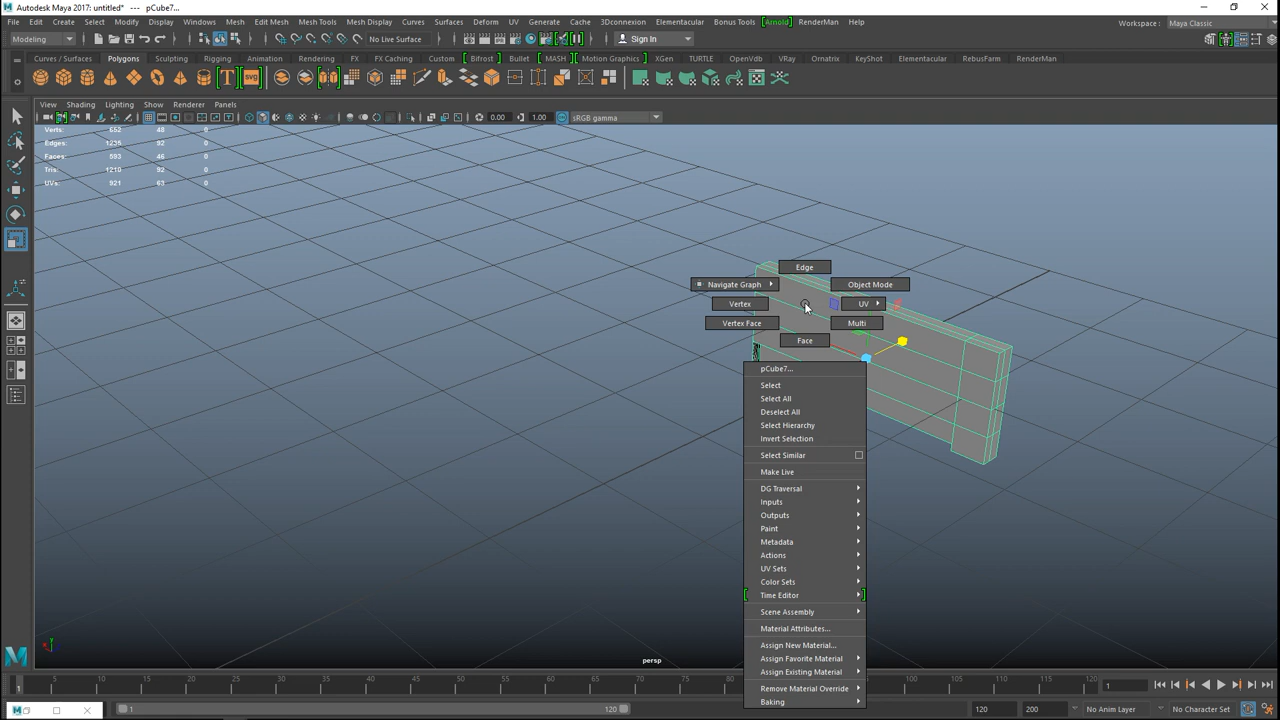 Autodesk Maya 2017: untitled* --- pCube7...
File Edit Create Select Modify Display Windows Mesh Edit Mesh Mesh Tools Mesh Display Curves Surfaces Deform UV Generate Cache 3Dconnexion Elementacular Bonus Tools Arnold RenderMan Help
Workspace : Maya Classic
Modeling No Live Surface Sign In
Curves / Surfaces Polygons Sculpting Rigging Animation Rendering FX FX Caching Custom Bifrost Bullet MASH Motion Graphics XGen TURTLE OpenVdb VRay Ornatrix KeyShot Elementacular RebusFarm RenderMan
View Shading Lighting Show Renderer Panels
0.00 1.00 sRGB gamma
Verts: 652 48 0
Edges: 1235 92 0
Faces: 593 46 0
Tris: 1210 92 0
UVs: 921 63 0
Edge
Navigate Graph Object Mode
Vertex UV
Vertex Face Multi
Face
pCube7...
Select
Select All
Deselect All
Select Hierarchy
Invert Selection
Select Similar
Make Live
DG Traversal
Inputs
Outputs
Paint
Metadata
Actions
UV Sets
Color Sets
Time Editor
Scene Assembly
Material Attributes...
Assign New Material...
Assign Favorite Material
Assign Existing Material
Remove Material Override
Baking
persp
5 10 15 20 25 30 35 40 45 50 55 60 65 70 75 80 85 90 95 100 105 110 115 120
1 1
1 120 120 200 No Anim Layer No Character Set